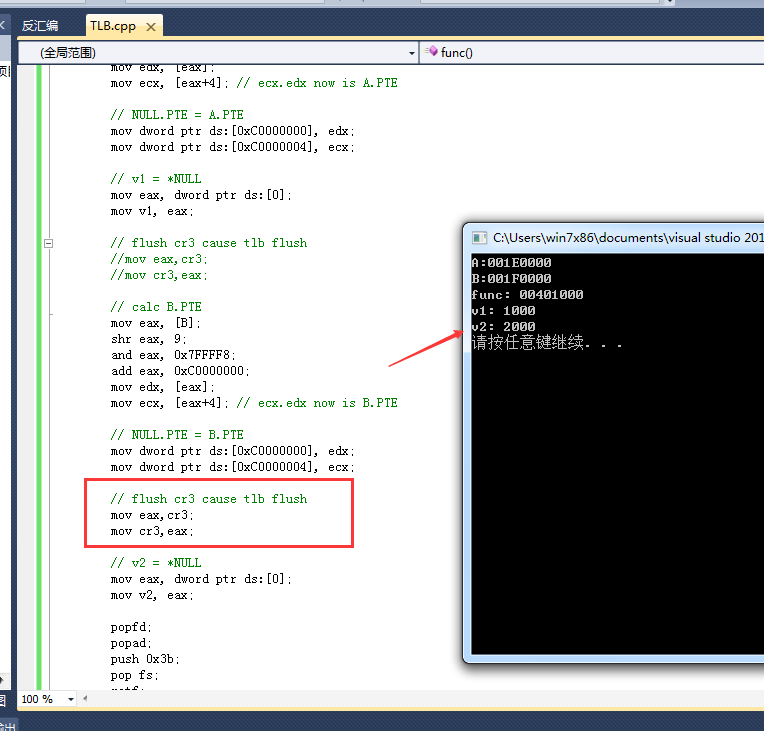 反汇编
TLB.cpp
(全局范围)
func()
mov edx, [eax];
mov ecx, [eax+4]; // ecx.edx now is A.PTE
// NULL.PTE = A.PTE
mov dword ptr ds:[0xC0000000], edx;
mov dword ptr ds:[0xC0000004], ecx;
// v1 = *NULL
mov eax, dword ptr ds:[0];
mov v1, eax;
// flush cr3 cause tlb flush
//mov eax,cr3;
//mov cr3,eax;
// calc B.PTE
mov eax, [B];
shr eax, 9;
and eax, 0x7FFFF8;
add eax, 0xC0000000;
mov edx, [eax];
mov ecx, [eax+4]; // ecx.edx now is B.PTE
// NULL.PTE = B.PTE
mov dword ptr ds:[0xC0000000], edx;
mov dword ptr ds:[0xC0000004], ecx;
// flush cr3 cause tlb flush
mov eax,cr3;
mov cr3,eax;
// v2 = *NULL
mov eax, dword ptr ds:[0];
mov v2, eax;
popfd;
popad;
push 0x3b;
pop fs;
100 %
C:\Users\win7x86\documents\visual studio 201
A:001E0000
B:001F0000
func: 00401000
v1: 1000
v2: 2000
请按任意键继续. . .